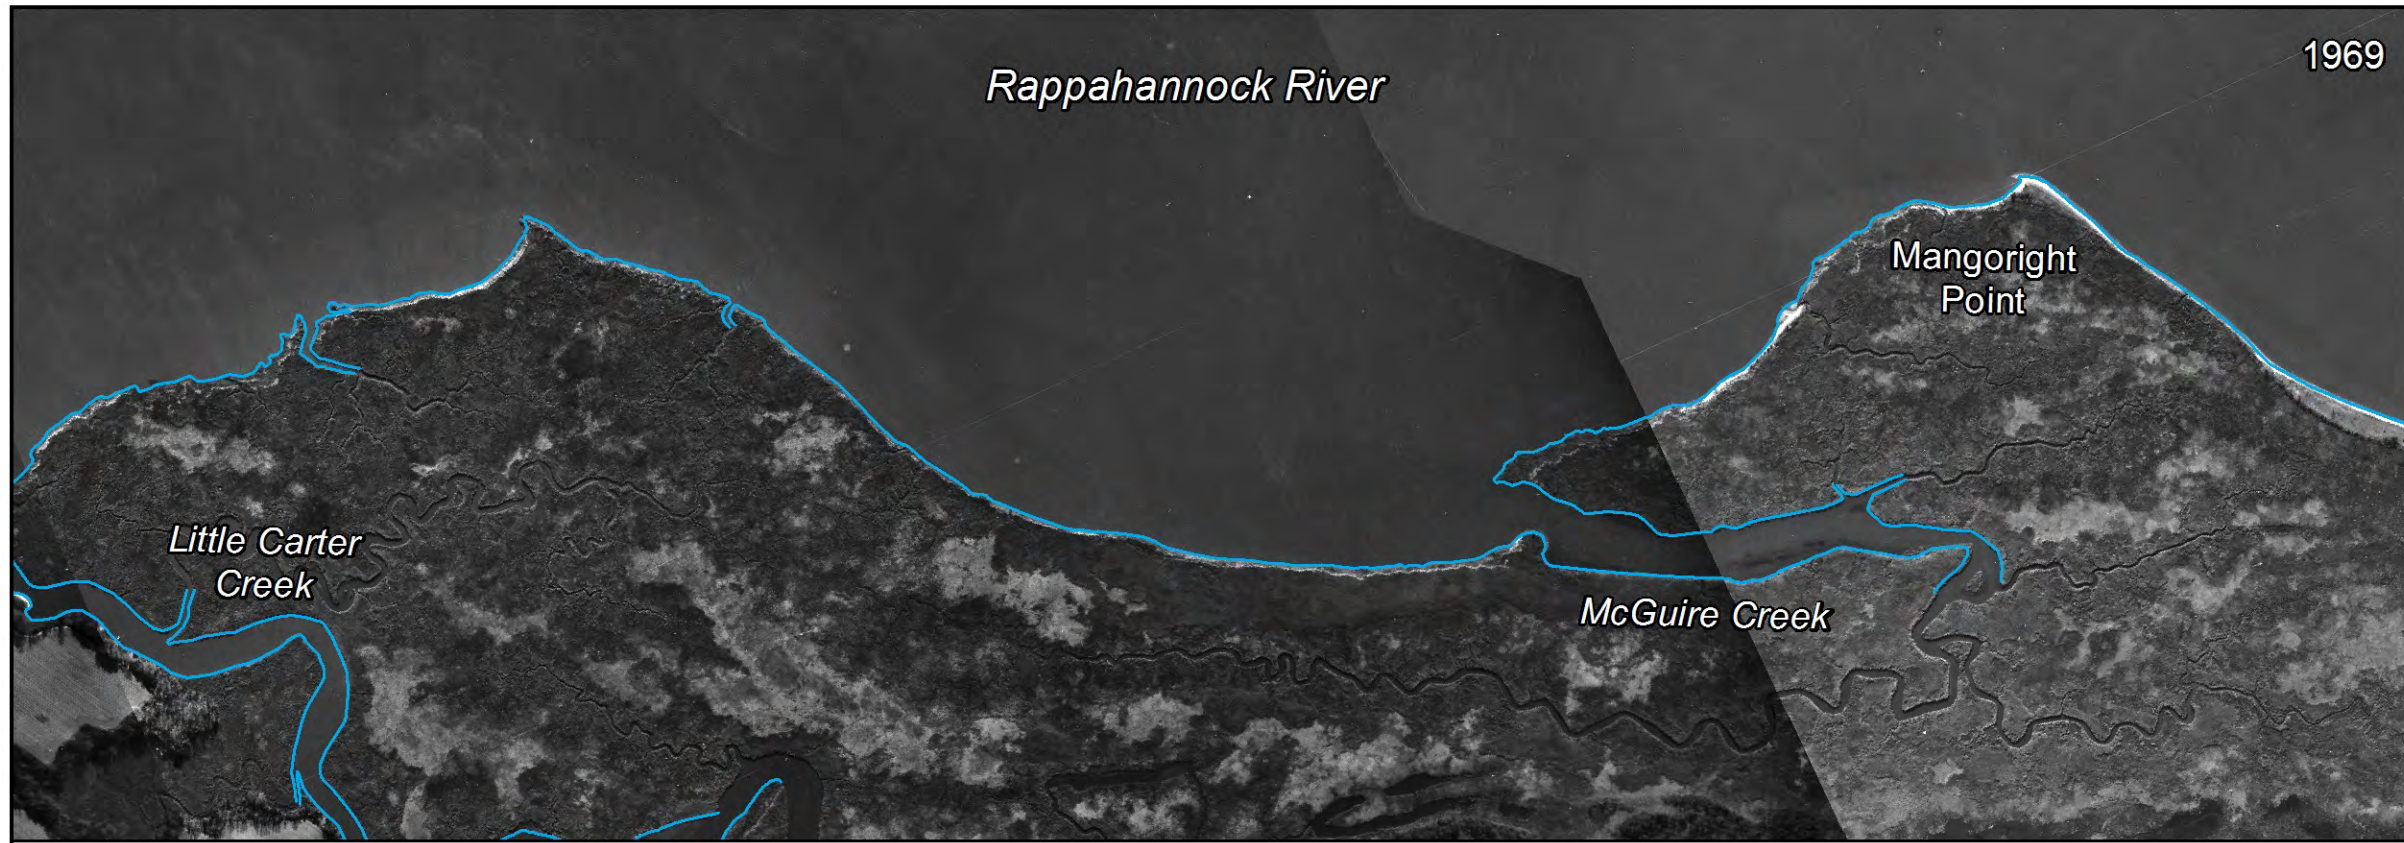 1969
Rappahannock River
Mangoright
Point
Little Carter
Creek
McGuire Creek